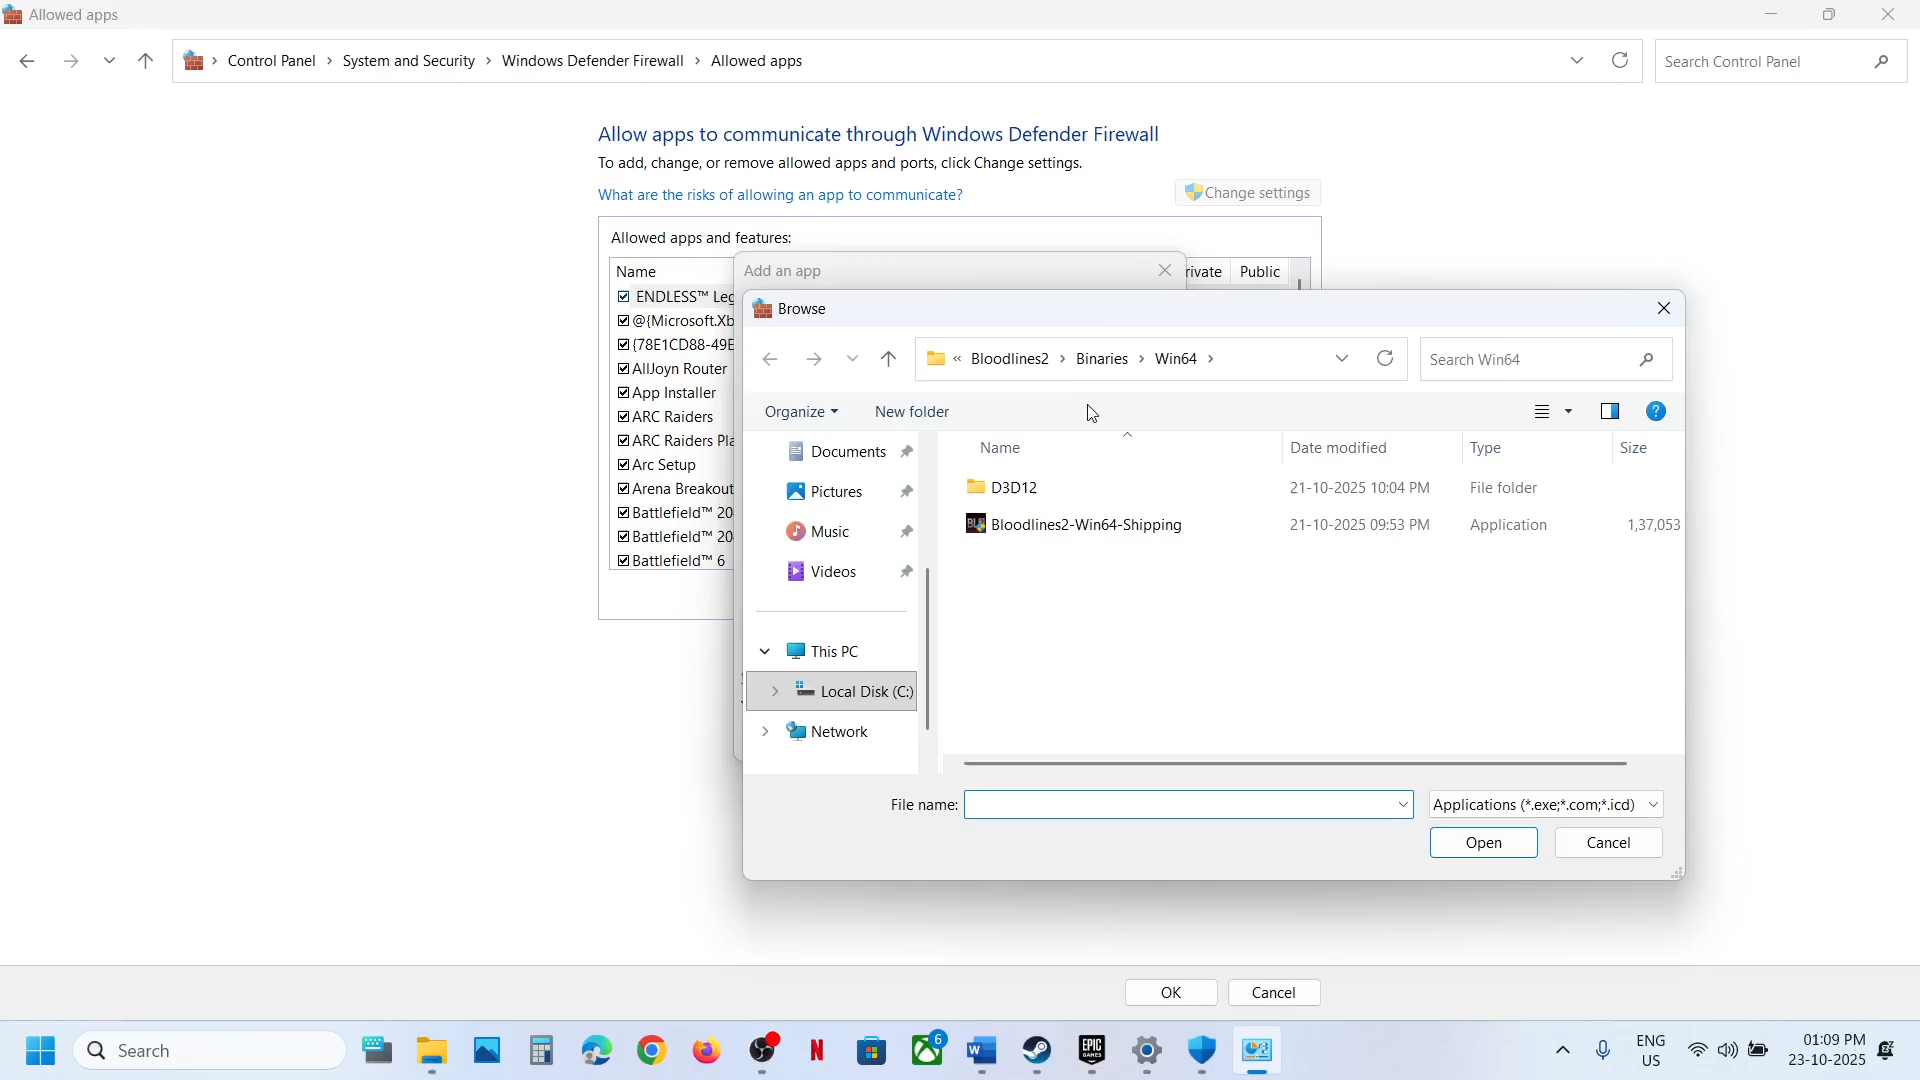 Allowed apps
Control Panel > System and Security > Windows Defender Firewall > Allowed apps
Search Control Panel
Allow apps to communicate through Windows Defender Firewall
To add, change, or remove allowed apps and ports, click Change settings.
What are the risks of allowing an app to communicate?
Change settings
Allowed apps and features:
Name
rivate
Public
ENDLESS™ Leg
@{Microsoft.Xb
{78E1CD88-49E
AllJoyn Router
App Installer
ARC Raiders
ARC Raiders Pla
Arc Setup
Arena Breakout
Battlefield™ 20
Battlefield™ 20
Battlefield™ 6
Add an app
Browse
« Bloodlines2 > Binaries > Win64 >
Search Win64
Organize
New folder
Documents
Pictures
Music
Videos
This PC
Local Disk (C:)
Network
Name
Date modified
Type
Size
D3D12
21-10-2025 10:04 PM
File folder
Bloodlines2-Win64-Shipping
21-10-2025 09:53 PM
Application
1,37,053
File name:
Applications (*.exe;*.com;*.icd)
Open
Cancel
OK
Cancel
Search
6
ENG
US
01:09 PM
23-10-2025